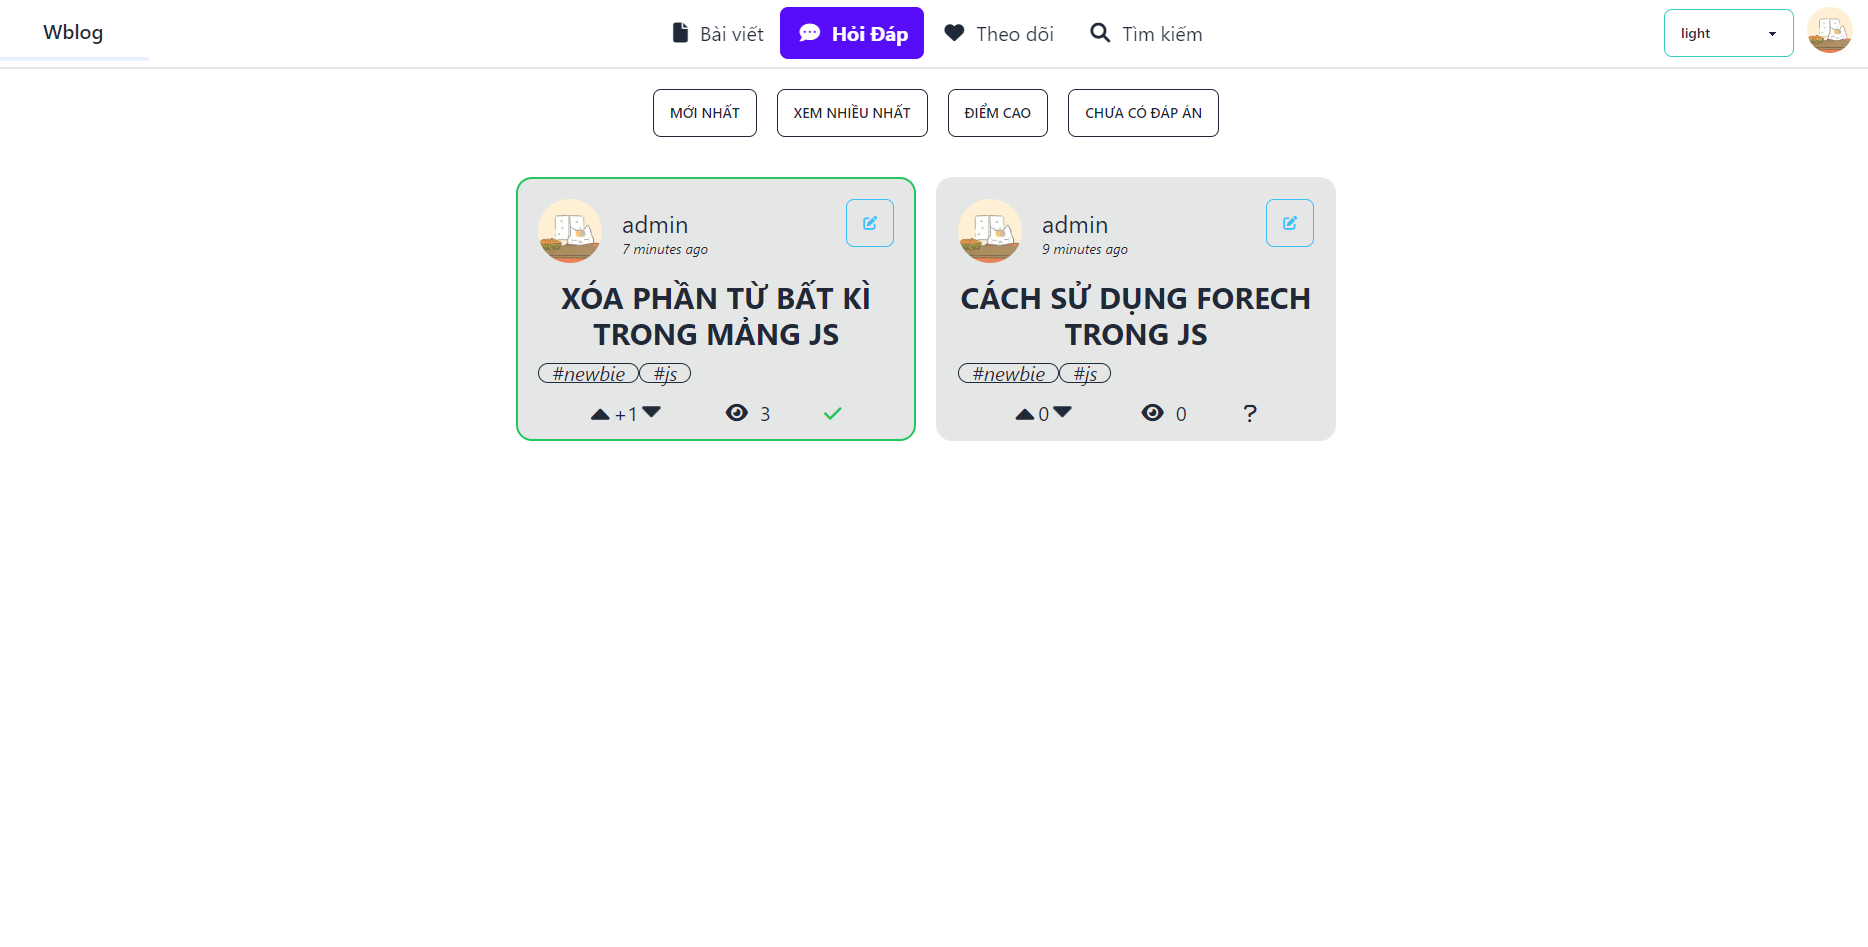 Wblog
Bài viết
Hỏi Đáp
Theo dõi
Tìm kiếm
light
MỚI NHẤT
XEM NHIỀU NHẤT
ĐIỂM CAO
CHƯA CÓ ĐÁP ÁN
admin
7 minutes ago
XÓA PHẦN TỪ BẤT KÌ
TRONG MẢNG JS
#newbie #js
+1 3
admin
9 minutes ago
CÁCH SỬ DỤNG FORECH
TRONG JS
#newbie #js
0 0 ?